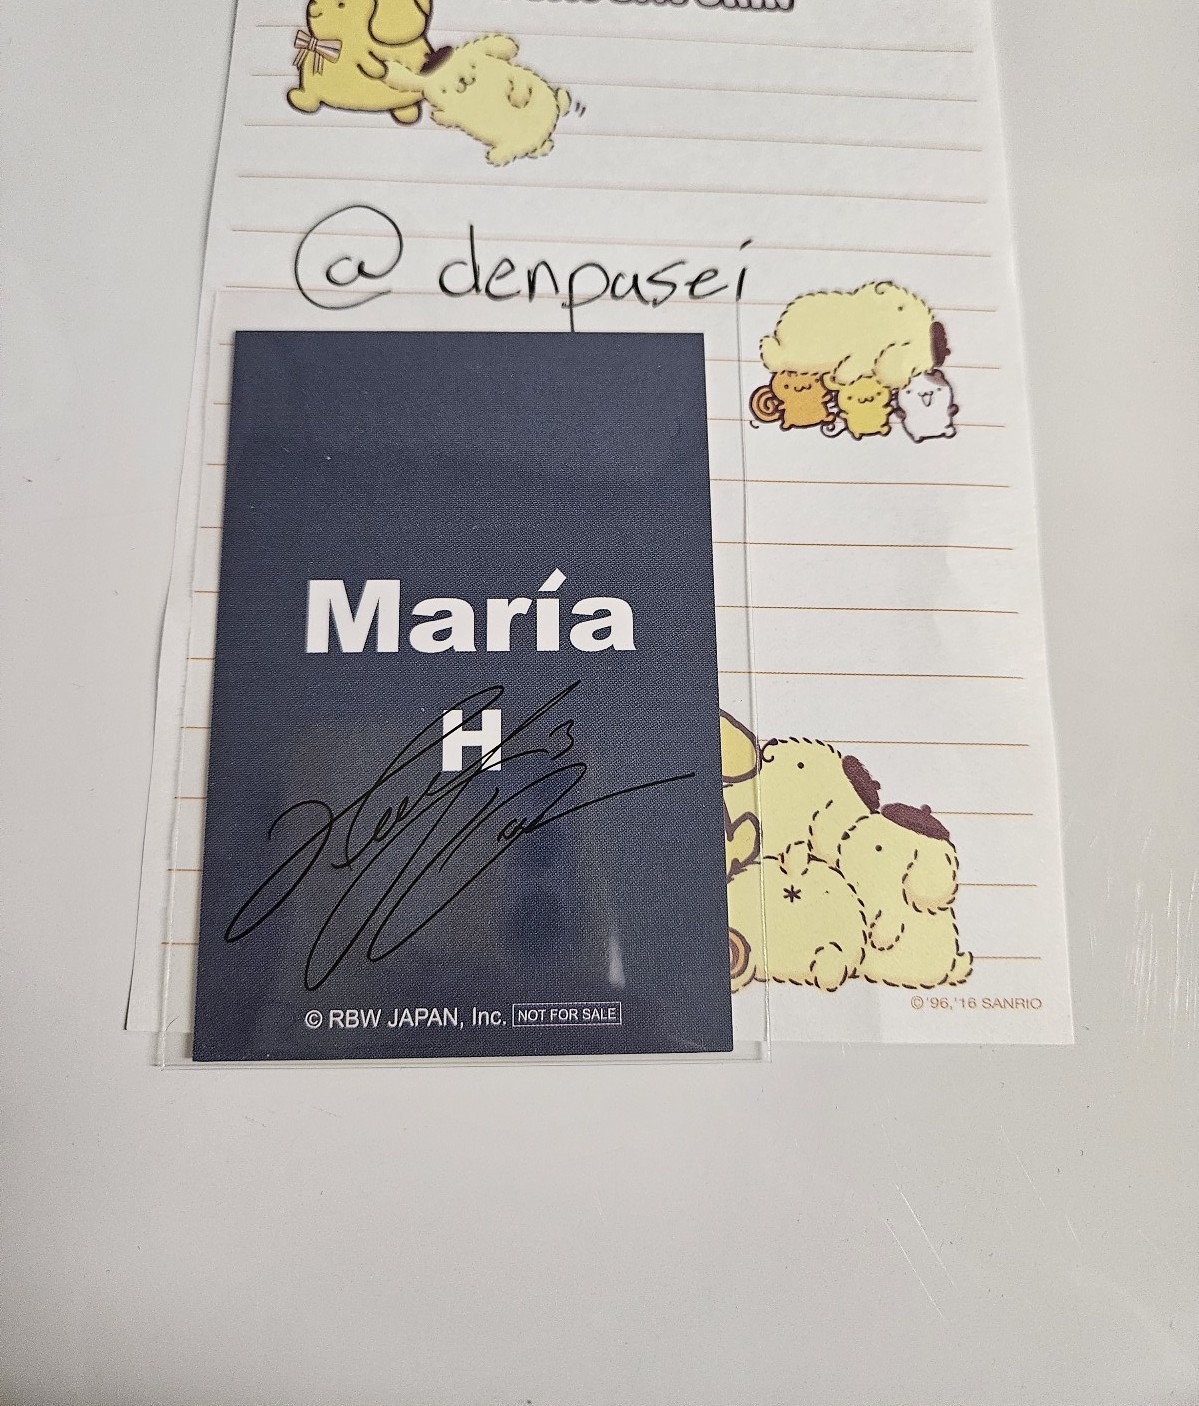 @denpasei
María
H
© RBW JAPAN, Inc. NOT FOR SALE
© '96,'16 SANRIO